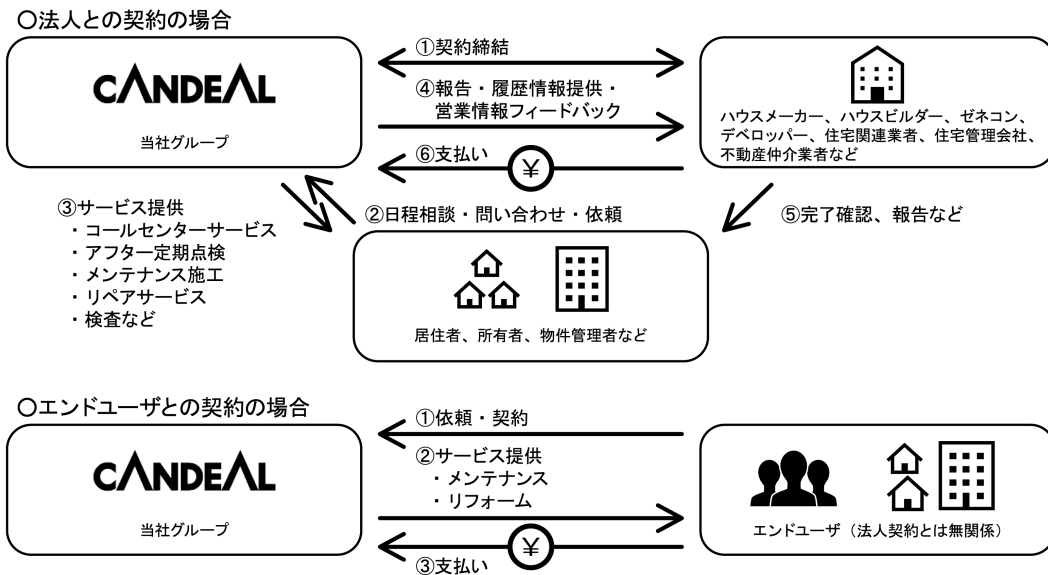 〇法人との契約の場合
CANDEAL
当社グループ
①契約締結
④報告・履歴情報提供・
営業情報フィードバック
⑥支払い
¥
ハウスメーカー、ハウスビルダー、ゼネコン、
デベロッパー、住宅関連業者、住宅管理会社、
不動産仲介業者など
③サービス提供
・コールセンターサービス
・アフター定期点検
・メンテナンス施工
・リペアサービス
・検査など
②日程相談・問い合わせ・依頼
⑤完了確認、報告など
居住者、所有者、物件管理者など
〇エンドユーザとの契約の場合
CANDEAL
当社グループ
①依頼・契約
②サービス提供
・メンテナンス
・リフォーム
¥
③支払い
エンドユーザ（法人契約とは無関係）